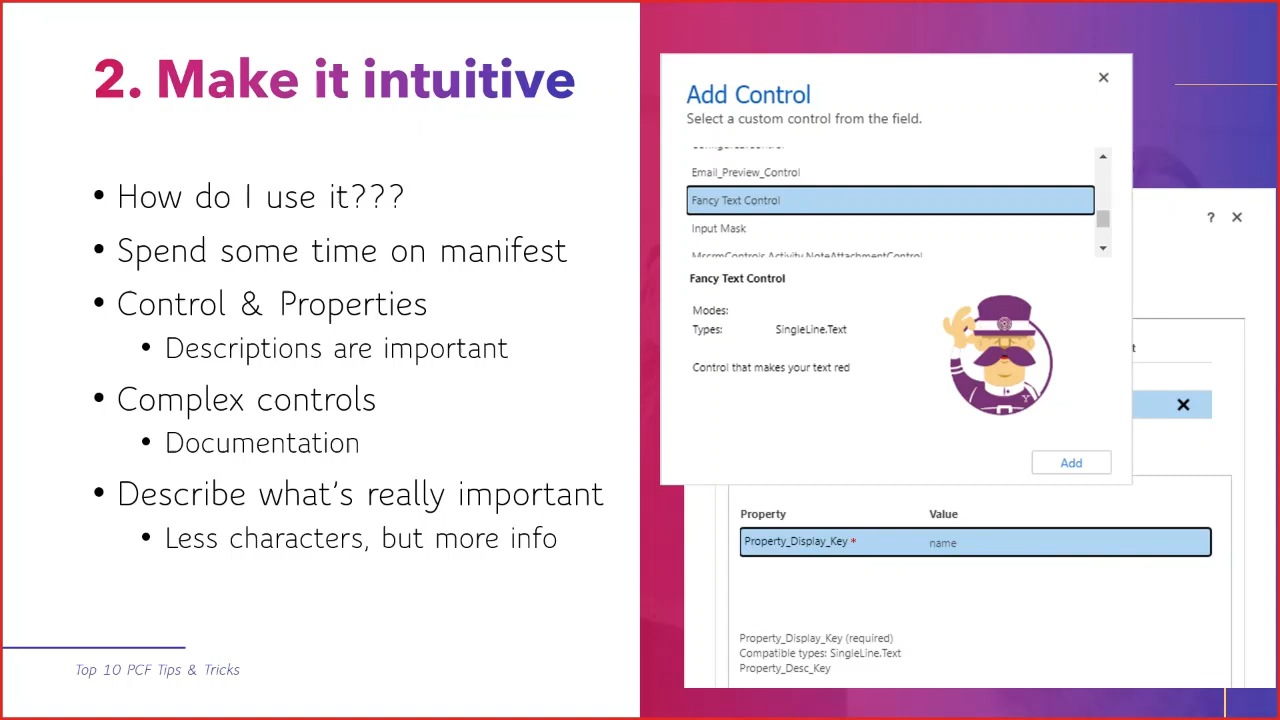 2. Make it intuitive
• How do I use it???
• Spend some time on manifest
• Control & Properties
• Descriptions are important
• Complex controls
• Documentation
• Describe what's really important
• Less characters, but more info
Top 10 PCF Tips & Tricks
Add Control
Select a custom control from the field.
Email_Preview_Control
Fancy Text Control
Input Mask
Fancy Text Control
Modes:
Types: SingleLine.Text
Control that makes your text red
Add
?
t
Property Value
Property_Display_Key * name
Property_Display_Key (required)
Compatible types: SingleLine.Text
Property_Desc_Key